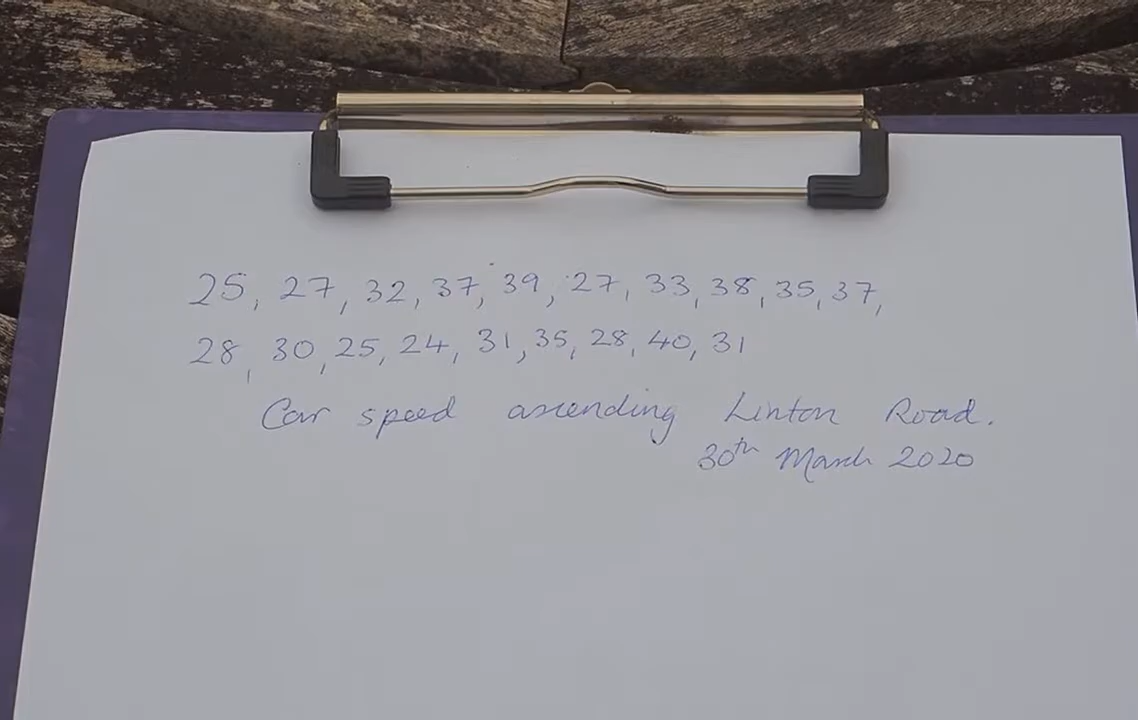 25, 27, 32, 37, 39, 27, 33, 38, 35, 37,
28, 30, 25, 24, 31, 35, 28, 40, 31
Car speed ascending Linton Road.
30th March 2020